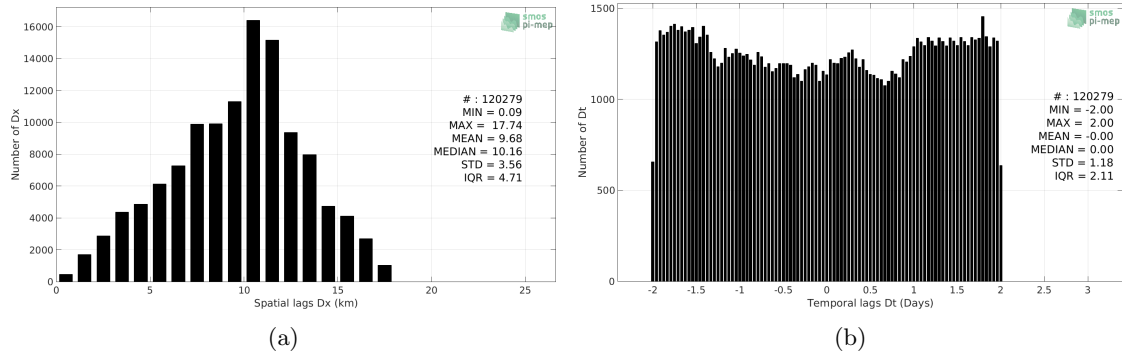 16000
14000
12000
10000
8000
6000
4000
2000
0
Number of Dx
smos
pi-mep
# : 120279
MIN = 0.09
MAX = 17.74
MEAN = 9.68
MEDIAN = 10.16
STD = 3.56
IQR = 4.71
0 5 10 15 20 25
Spatial lags Dx (km)
(a)
1500
1000
500
0
Number of Dt
smos
pi-mep
# : 120279
MIN = -2.00
MAX = 2.00
MEAN = -0.00
MEDIAN = 0.00
STD = 1.18
IQR = 2.11
-2 -1.5 -1 -0.5 0 0.5 1 1.5 2 2.5 3
Temporal lags Dt (Days)
(b)